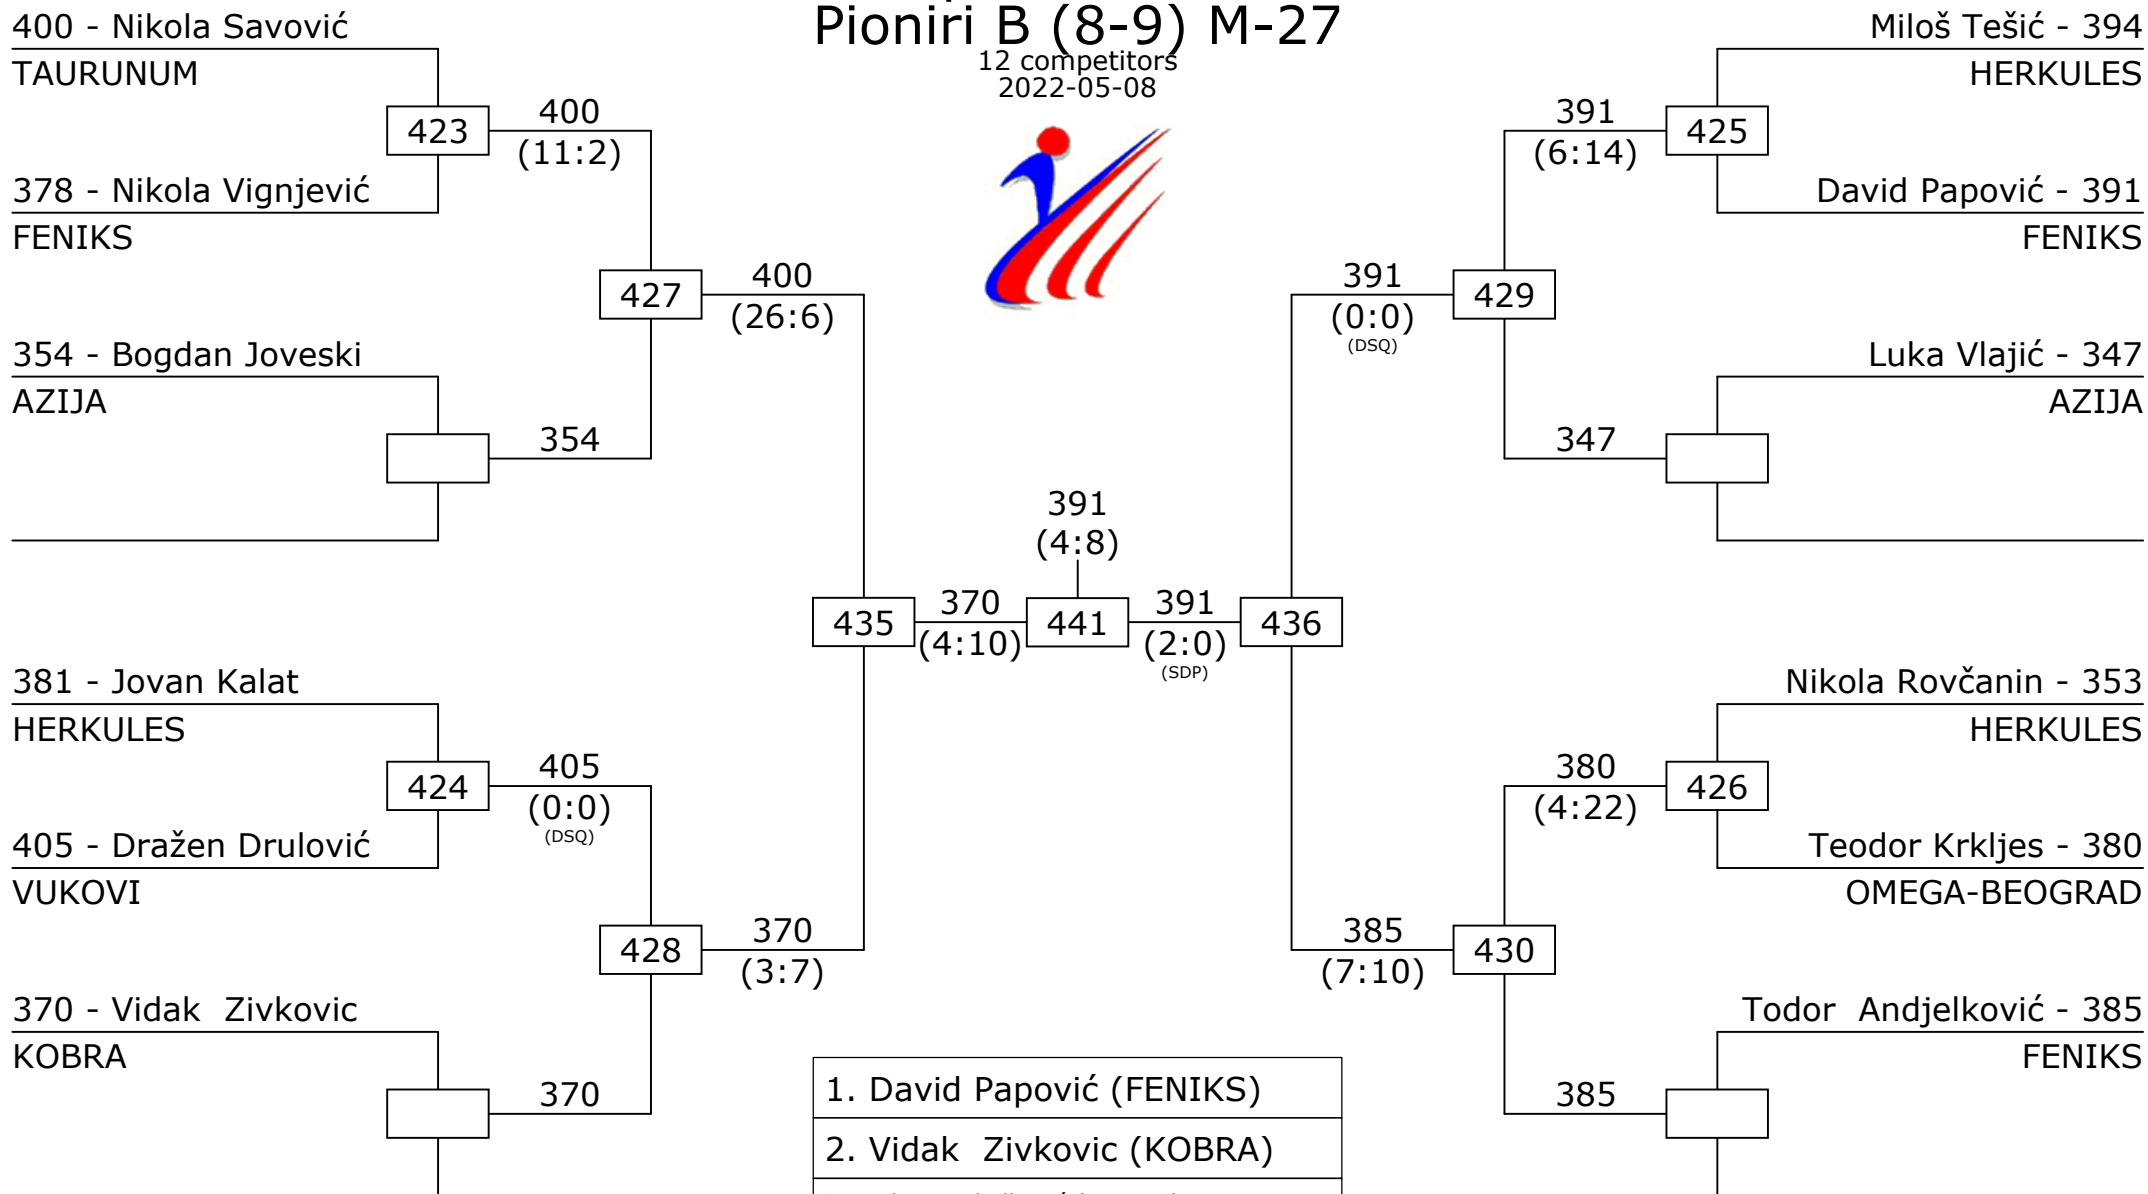 Pioniri B (8-9) M-27
12 competitors
2022-05-08
400 - Nikola Savović
TAURUNUM
423
400
(11:2)
378 - Nikola Vignjević
FENIKS
427
400
(26:6)
354 - Bogdan Joveski
AZIJA
354
381 - Jovan Kalat
HERKULES
424
405
(0:0)
(DSQ)
405 - Dražen Drulović
VUKOVI
428
370
(3:7)
370 - Vidak  Zivkovic
KOBRA
370
435
370
(4:10)
391
(4:8)
441
391
(2:0)
(SDP)
436
Miloš Tešić - 394
HERKULES
391
(6:14)
425
David Papović - 391
FENIKS
391
(0:0)
(DSQ)
429
Luka Vlajić - 347
AZIJA
347
Nikola Rovčanin - 353
HERKULES
380
(4:22)
426
Teodor Krkljes - 380
OMEGA-BEOGRAD
385
(7:10)
430
Todor  Andjelković - 385
FENIKS
385
1. David Papović (FENIKS)
2. Vidak  Zivkovic (KOBRA)